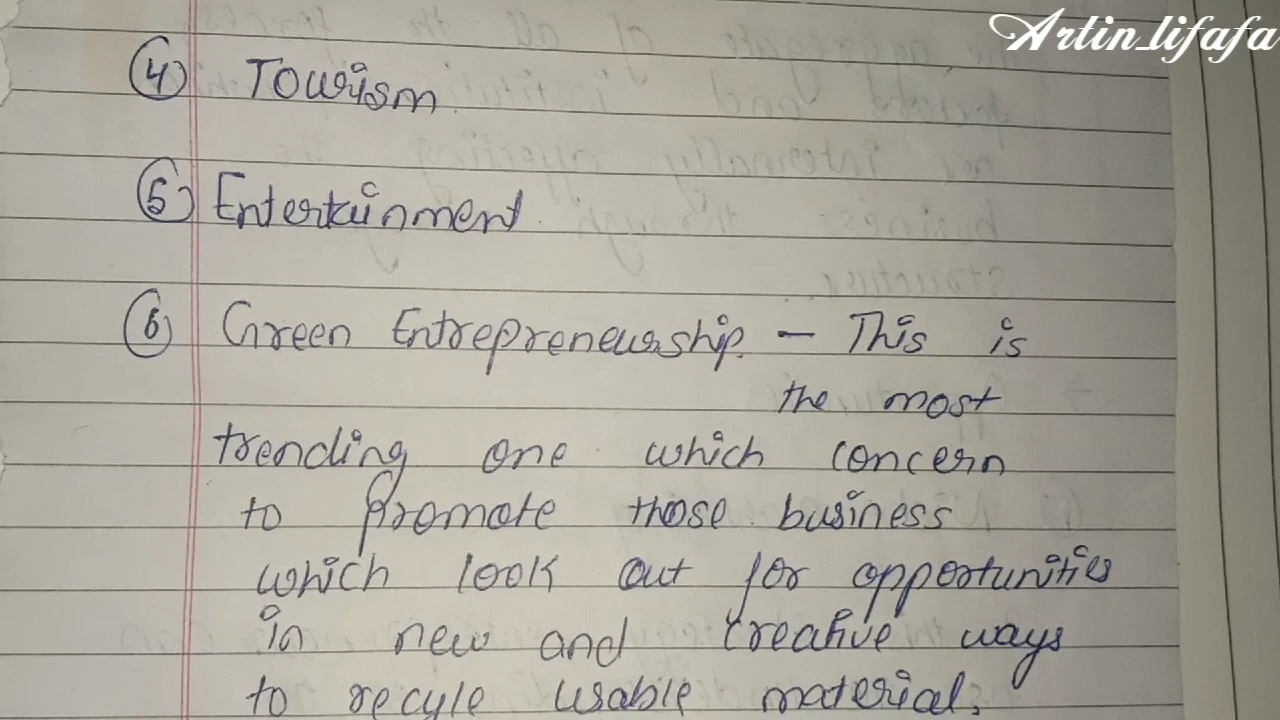 Artin_lifafa
(4) Tourism
(5) Entertainment
(6) Green Entrepreneurship. - This is
the most
trending one which concern
to promote those business
which look out for opportunities
in new and creative ways
to recyle usable material.